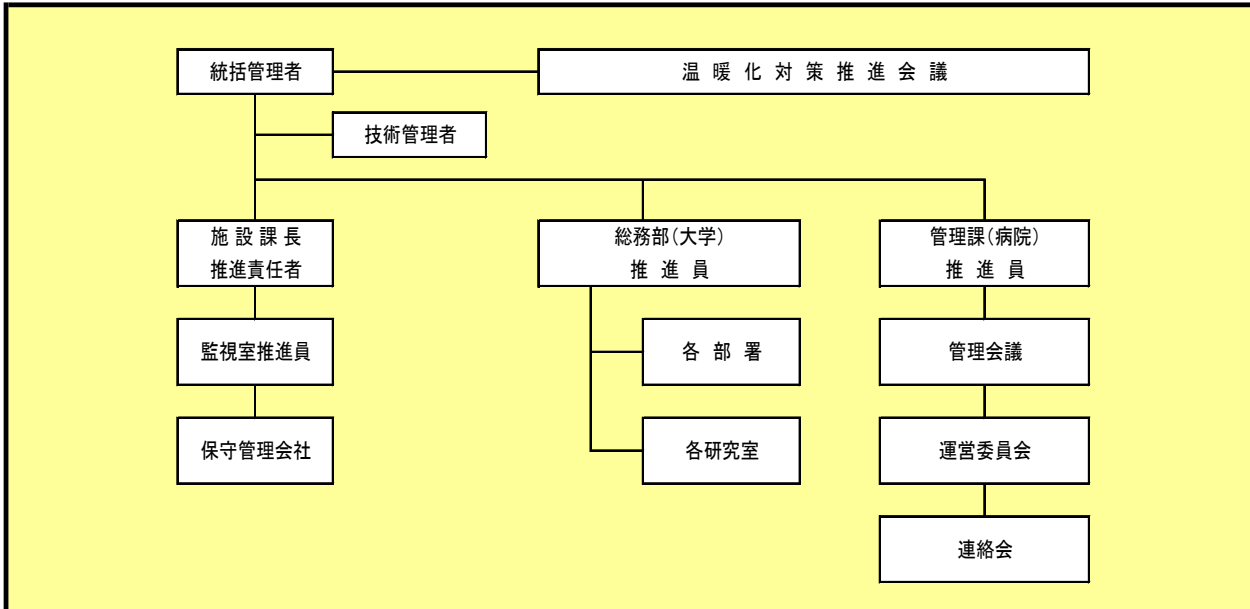 統括管理者
温暖化対策推進会議
技術管理者
施設課長
推進責任者
総務部(大学)
推進員
管理課(病院)
推進員
監視室推進員
各部署
管理会議
保守管理会社
各研究室
運営委員会
連絡会